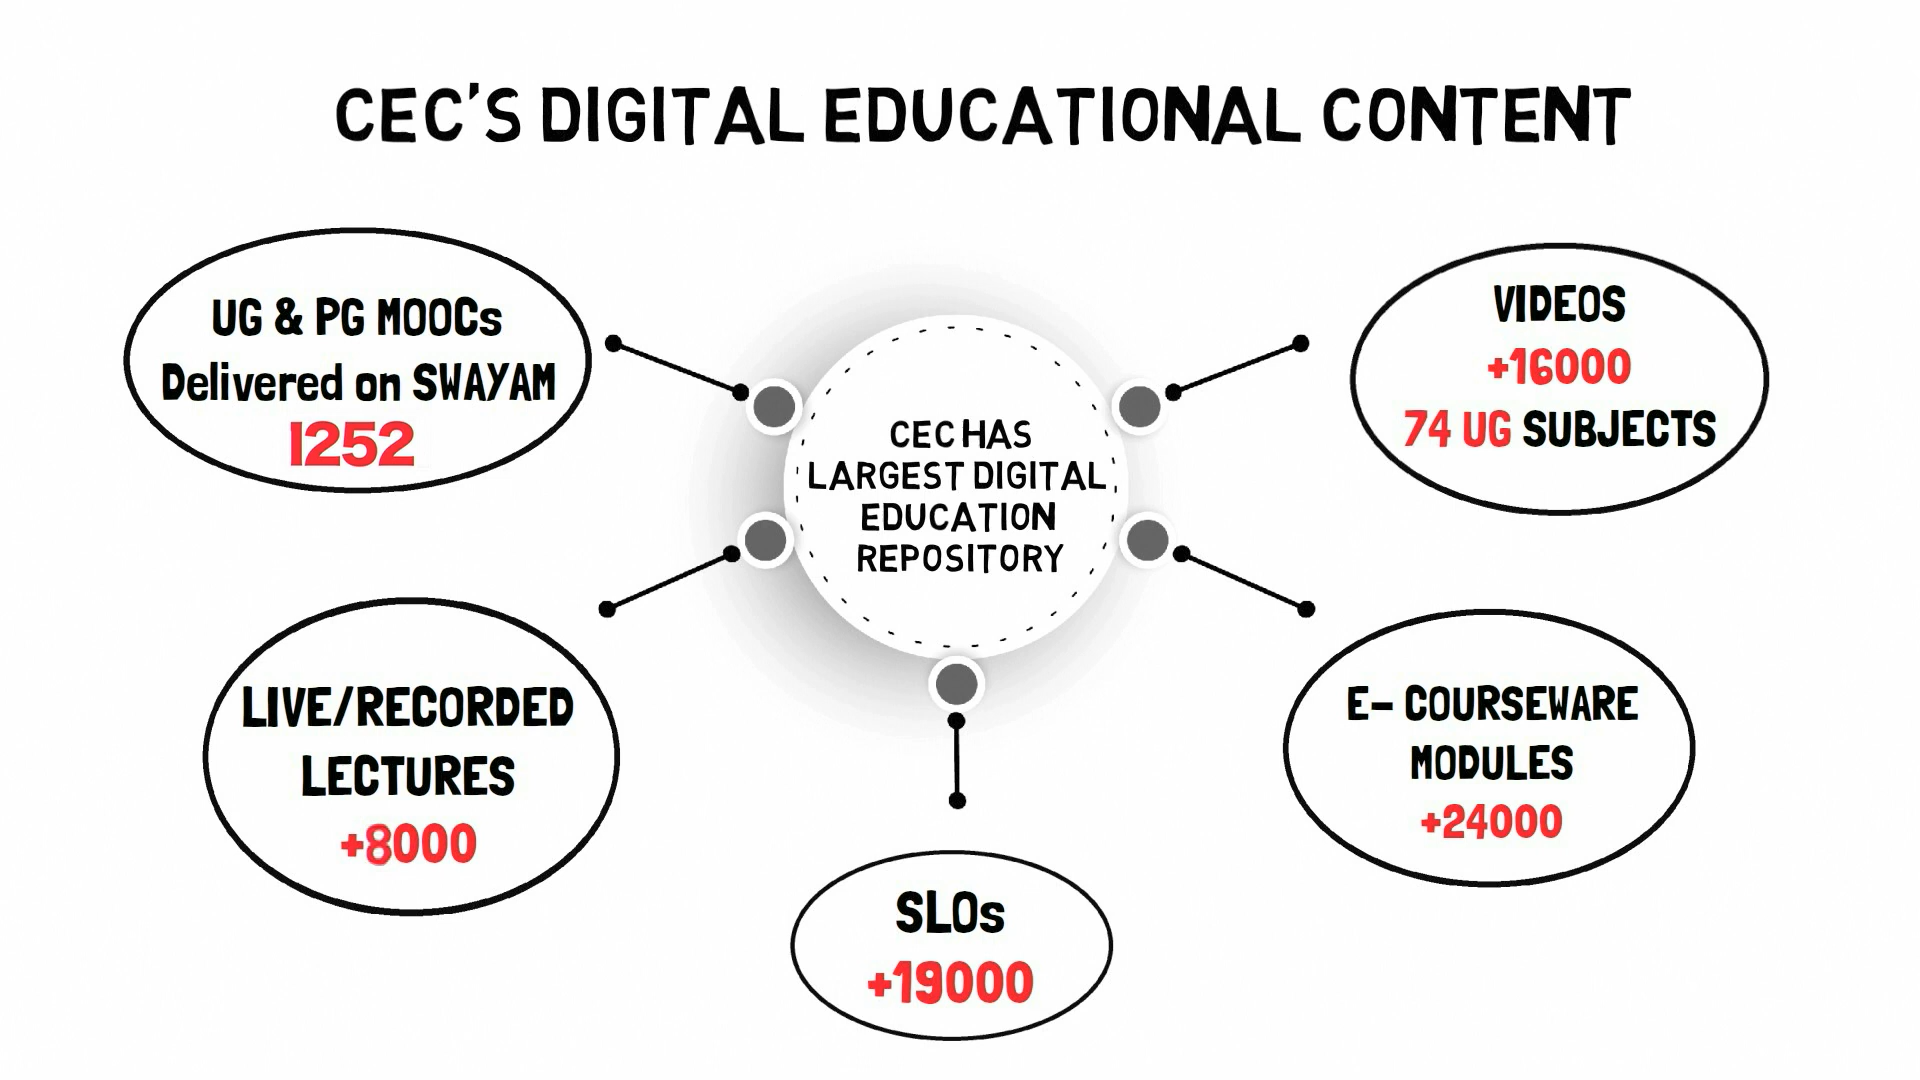 CEC'S DIGITAL EDUCATIONAL CONTENT
UG & PG MOOCs
Delivered on SWAYAM
1252
VIDEOS
+16000
74 UG SUBJECTS
CEC HAS
LARGEST DIGITAL
EDUCATION
REPOSITORY
LIVE/RECORDED
LECTURES
+8000
E- COURSEWARE
MODULES
+24000
SLOs
+19000